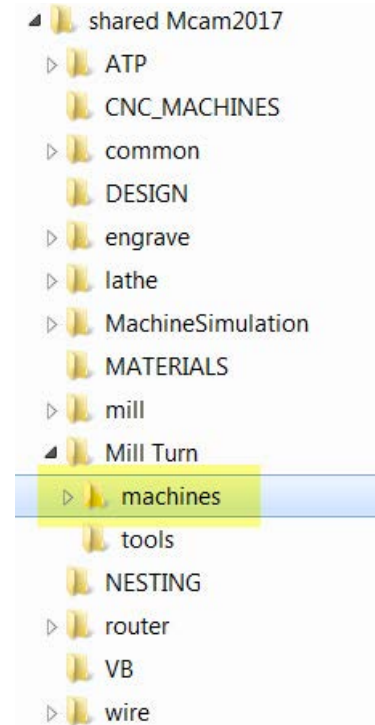 shared Mcam2017
ATP
CNC_MACHINES
common
DESIGN
engrave
lathe
MachineSimulation
MATERIALS
mill
Mill Turn
machines
tools
NESTING
router
VB
wire